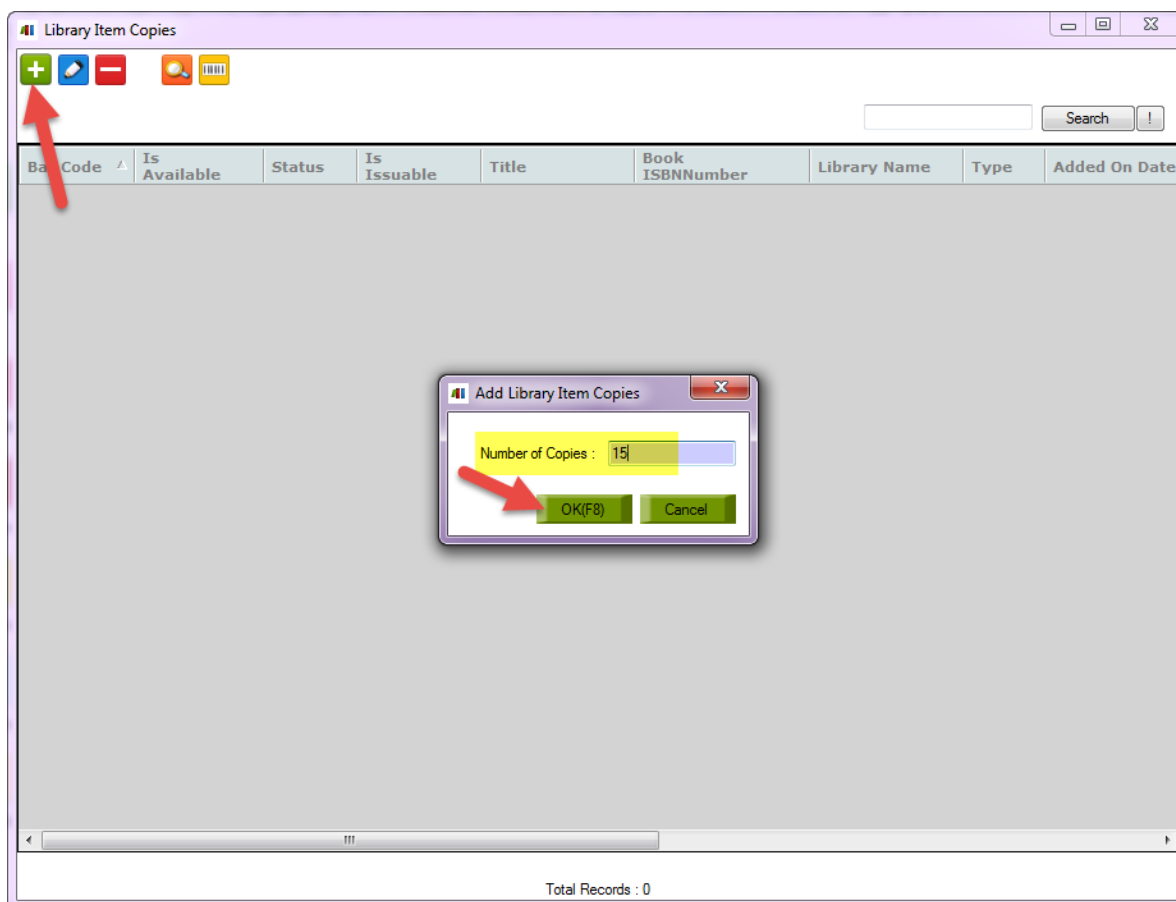 Library Item Copies
Search !
Bar Code Is Available Status Is Issuable Title Book ISBNNumber Library Name Type Added On Date
Add Library Item Copies
Number of Copies : 15
OK(F8) Cancel
Total Records : 0